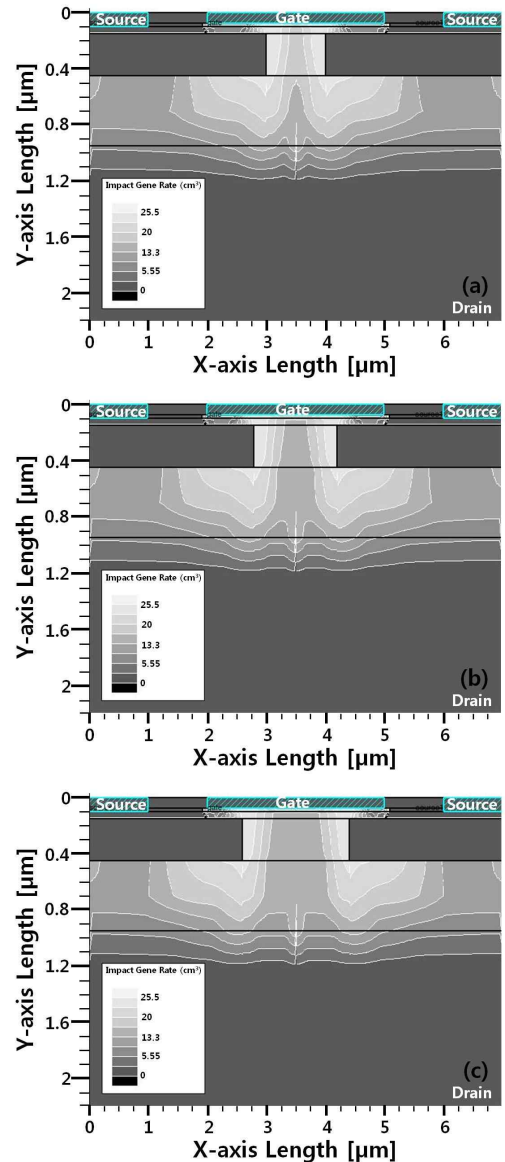 0
Source
Gate
Source
0.4
0.8
1.2
1.6
2
Y-axis Length [μm]
Impact Gene Rate (cm³)
25.5
20
13.3
5.55
0
(a)
Drain
0 1 2 3 4 5 6
X-axis Length [μm]
0
Source
Gate
Source
0.4
0.8
1.2
1.6
2
Y-axis Length [μm]
Impact Gene Rate (cm³)
25.5
20
13.3
5.55
0
(b)
Drain
0 1 2 3 4 5 6
X-axis Length [μm]
0
Source
Gate
Source
0.4
0.8
1.2
1.6
2
Y-axis Length [μm]
Impact Gene Rate (cm³)
25.5
20
13.3
5.55
0
(c)
Drain
0 1 2 3 4 5 6
X-axis Length [μm]